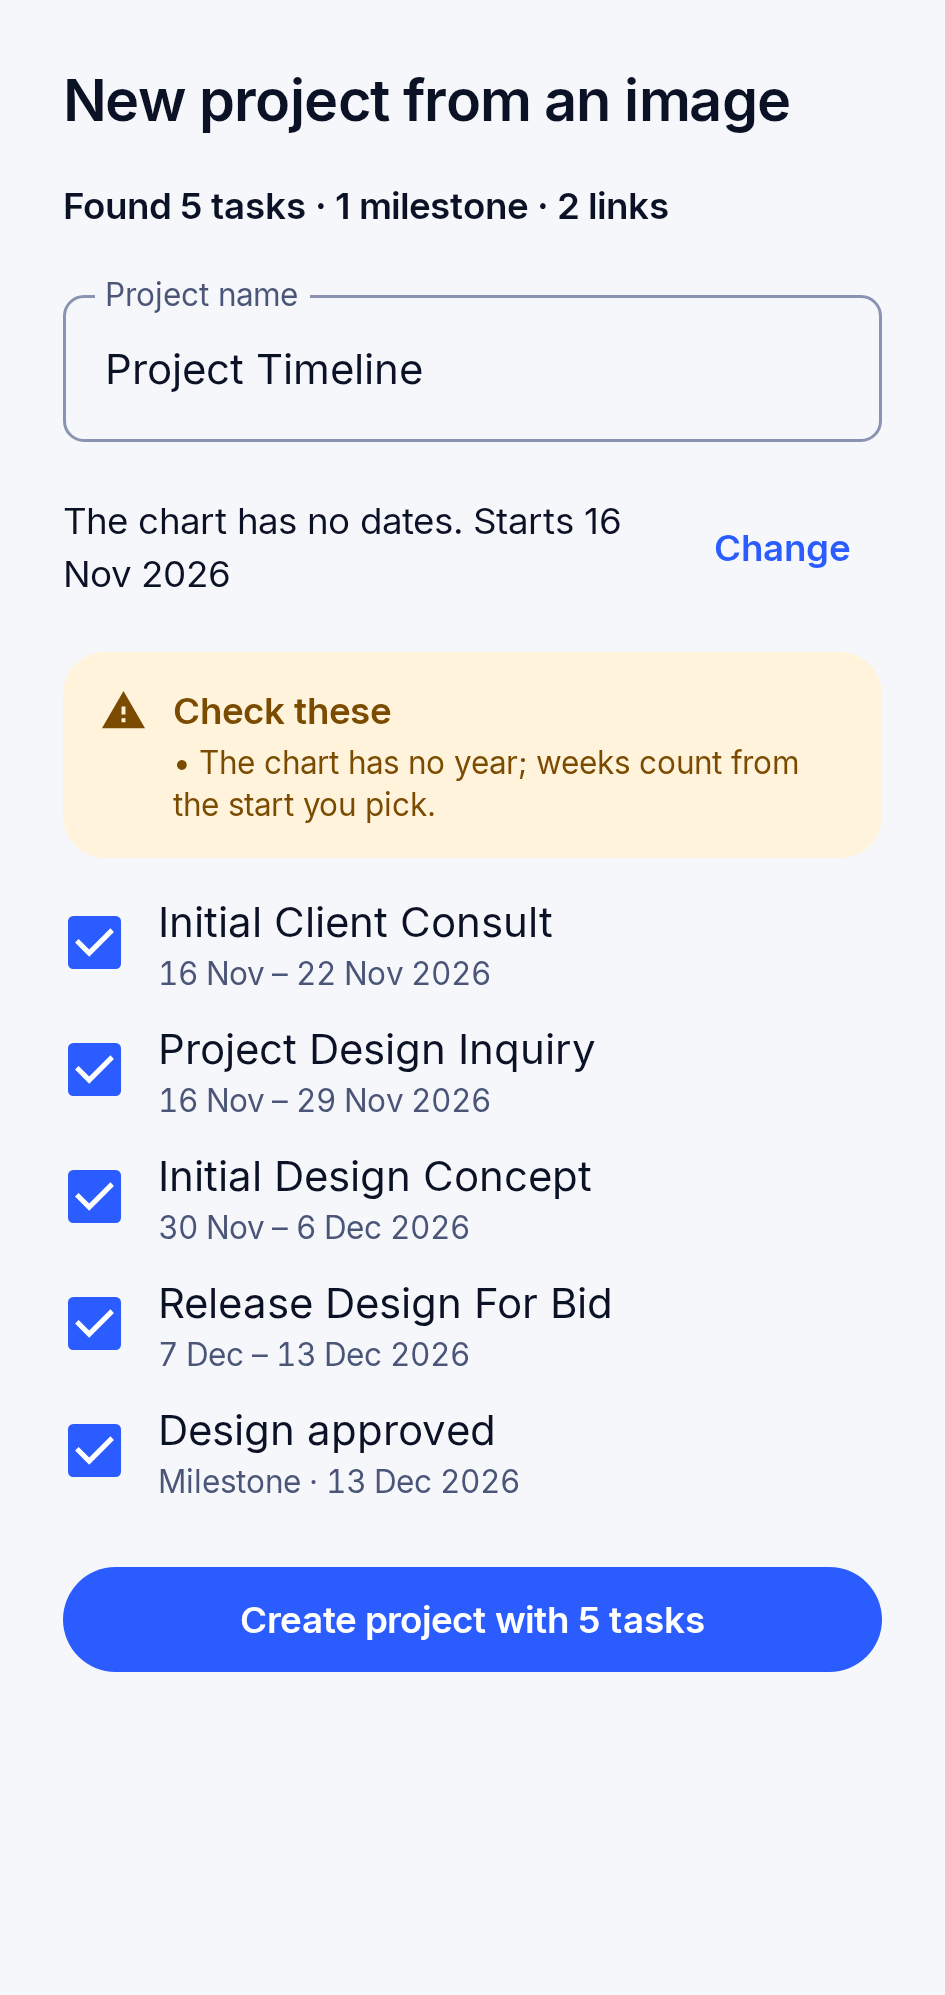 New project from an image
Found 5 tasks · 1 milestone · 2 links
Project name
Project Timeline
The chart has no dates. Starts 16
Nov 2026
Change
Check these
• The chart has no year; weeks count from
the start you pick.
Initial Client Consult
16 Nov – 22 Nov 2026
Project Design Inquiry
16 Nov – 29 Nov 2026
Initial Design Concept
30 Nov – 6 Dec 2026
Release Design For Bid
7 Dec – 13 Dec 2026
Design approved
Milestone · 13 Dec 2026
Create project with 5 tasks